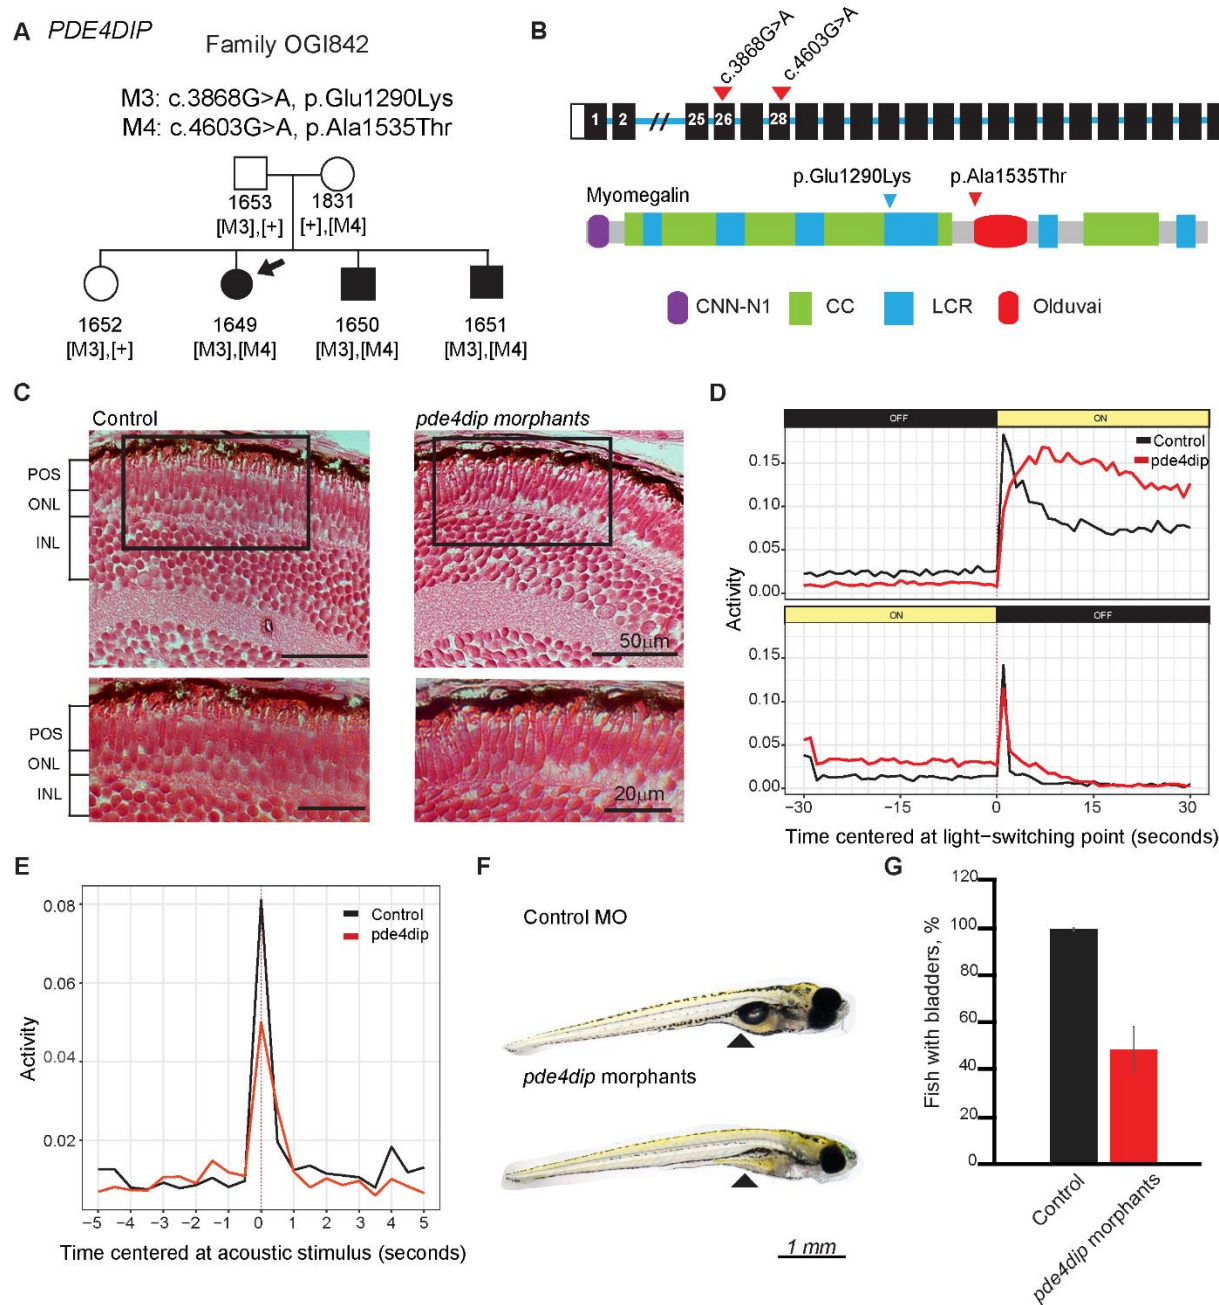 A PDE4DIP
Family OGI842
M3: c.3868G>A, p.Glu1290Lys
M4: c.4603G>A, p.Ala1535Thr
1653 1831
[M3],[+] [+],[M4]
1652 1649 1650 1651
[M3],[+] [M3],[M4] [M3],[M4] [M3],[M4]
B
c.3868G>A c.4603G>A
1 2 // 25 26 28
p.Glu1290Lys p.Ala1535Thr
Myomegalin
CNN-N1 CC LCR Olduvai
C
Control pde4dip morphants
POS
ONL
INL
50µm
POS
ONL
INL
20µm
D
OFF ON
Control
pde4dip
0.15
0.10
0.05
0.00
Activity
ON OFF
0.15
0.10
0.05
0.00
−30 −15 0 15 30
Time centered at light−switching point (seconds)
E
Control
pde4dip
0.08
0.06
0.04
0.02
Activity
−5 −4 −3 −2 −1 0 1 2 3 4 5
Time centered at acoustic stimulus (seconds)
F
Control MO
pde4dip morphants
1 mm
G
120
100
80
60
40
20
0
Fish with bladders, %
Control
pde4dip morphants